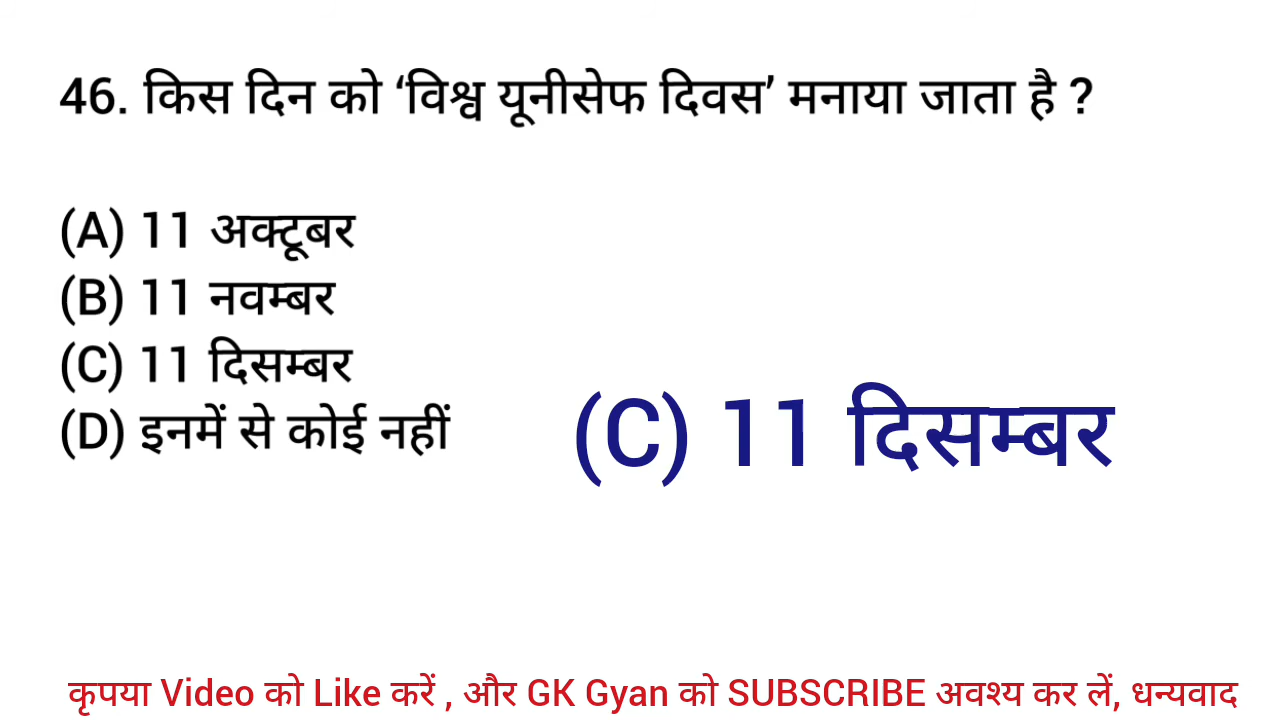 46. किस दिन को ‘विश्व यूनीसेफ दिवस’ मनाया जाता है ?
(A) 11 अक्टूबर
(B) 11 नवम्बर
(C) 11 दिसम्बर
(D) इनमें से कोई नहीं
(C) 11 दिसम्बर
कृपया Video को Like करें , और GK Gyan को SUBSCRIBE अवश्य कर लें, धन्यवाद